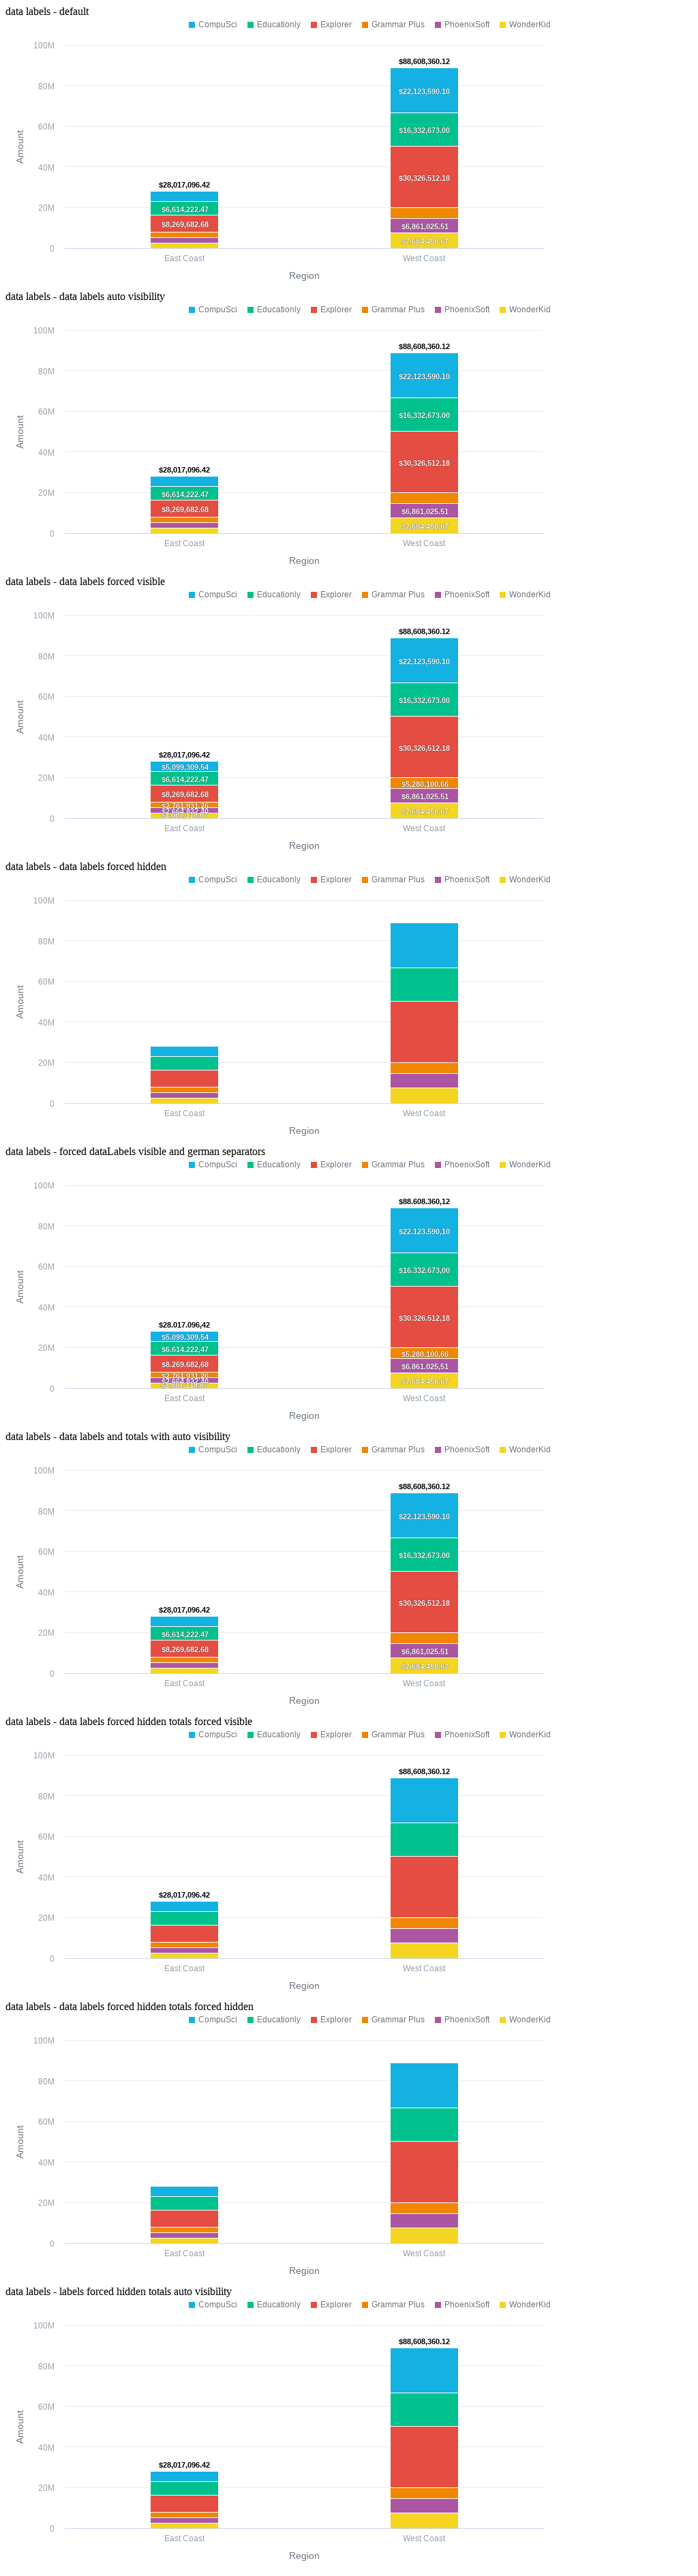 data labels - default
CompuSci Educationly Explorer Grammar Plus PhoenixSoft WonderKid
100M
$88,608,360.12
80M
$22,123,590.10
60M
$16,332,673.00
Amount
40M
$30,326,512.18
$28,017,096.42
20M
$6,614,222.47
$8,269,682.68
$6,861,025.51
$7,684,458.67
0
East Coast West Coast
Region
data labels - data labels auto visibility
CompuSci Educationly Explorer Grammar Plus PhoenixSoft WonderKid
100M
$88,608,360.12
80M
$22,123,590.10
60M
$16,332,673.00
Amount
40M
$30,326,512.18
$28,017,096.42
20M
$6,614,222.47
$8,269,682.68
$6,861,025.51
$7,684,458.67
0
East Coast West Coast
Region
data labels - data labels forced visible
CompuSci Educationly Explorer Grammar Plus PhoenixSoft WonderKid
100M
$88,608,360.12
80M
$22,123,590.10
60M
$16,332,673.00
Amount
40M
$30,326,512.18
$28,017,096.42
$5,099,309.54
20M
$6,614,222.47
$5,280,100.66
$8,269,682.68
$6,861,025.51
$7,684,458.67
0
East Coast West Coast
Region
data labels - data labels forced hidden
CompuSci Educationly Explorer Grammar Plus PhoenixSoft WonderKid
100M
80M
60M
Amount
40M
20M
0
East Coast West Coast
Region
data labels - forced dataLabels visible and german separators
CompuSci Educationly Explorer Grammar Plus PhoenixSoft WonderKid
100M
$88.608.360,12
80M
$22.123.590,10
60M
$16.332.673,00
Amount
40M
$30.326.512,18
$28.017.096,42
$5.099.309,54
20M
$6.614.222,47
$5.280.100,66
$8.269.682,68
$6.861.025,51
$7.684.458,67
0
East Coast West Coast
Region
data labels - data labels and totals with auto visibility
CompuSci Educationly Explorer Grammar Plus PhoenixSoft WonderKid
100M
$88,608,360.12
80M
$22,123,590.10
60M
$16,332,673.00
Amount
40M
$30,326,512.18
$28,017,096.42
20M
$6,614,222.47
$8,269,682.68
$6,861,025.51
$7,684,458.67
0
East Coast West Coast
Region
data labels - data labels forced hidden totals forced visible
CompuSci Educationly Explorer Grammar Plus PhoenixSoft WonderKid
100M
$88,608,360.12
80M
60M
Amount
40M
$28,017,096.42
20M
0
East Coast West Coast
Region
data labels - data labels forced hidden totals forced hidden
CompuSci Educationly Explorer Grammar Plus PhoenixSoft WonderKid
100M
80M
60M
Amount
40M
20M
0
East Coast West Coast
Region
data labels - labels forced hidden totals auto visibility
CompuSci Educationly Explorer Grammar Plus PhoenixSoft WonderKid
100M
$88,608,360.12
80M
60M
Amount
40M
$28,017,096.42
20M
0
East Coast West Coast
Region